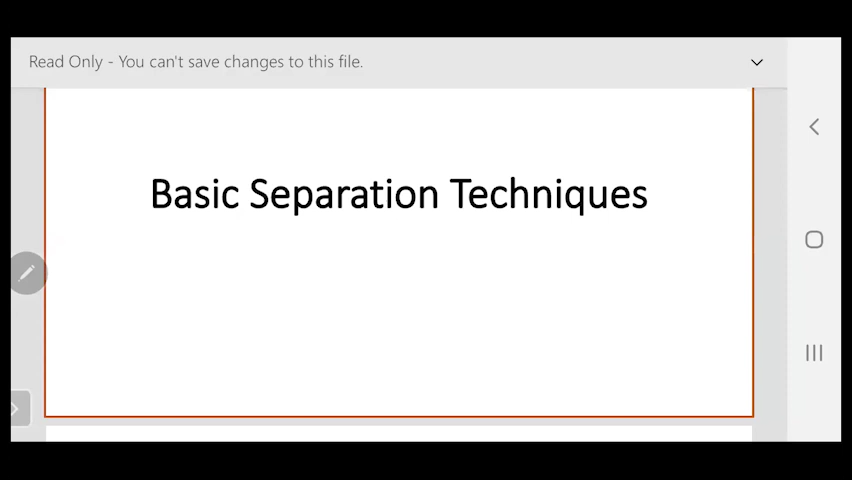 Read Only - You can't save changes to this file.
Basic Separation Techniques